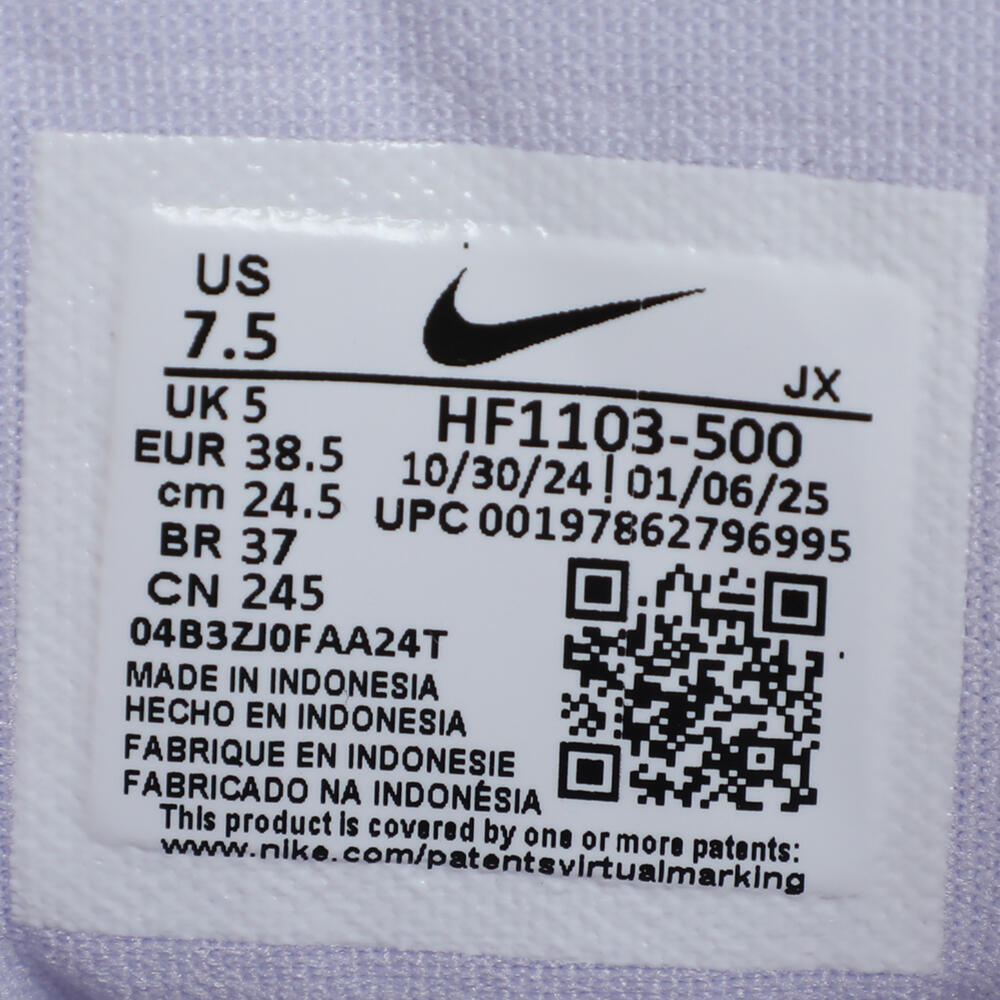 US
7.5
JX
UK 5
EUR 38.5
cm 24.5
BR 37
CN 245
HF1103-500
10/30/24 | 01/06/25
UPC 00197862796995
04B3ZJ0FAA24T
MADE IN INDONESIA
HECHO EN INDONESIA
FABRIQUE EN INDONESIE
FABRICADO NA INDONÉSIA
This product is covered by one or more patents:
www.nike.com/patentsvirtualmarking